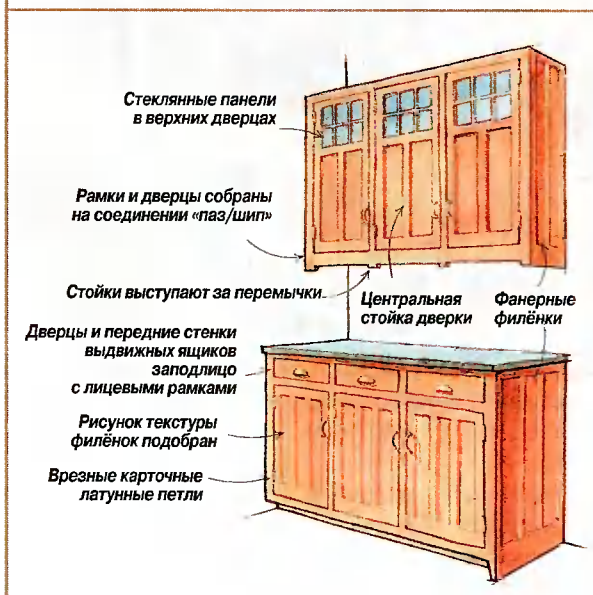 Стеклянные панели
в верхних дверцах
Рамки и дверцы собраны
на соединении «паз/шип»
Стойки выступают за перемычки
Центральная
стойка дверки
Фанерные
филёнки
Дверцы и передние стенки
выдвижных ящиков
заподлицо
с лицевыми рамками
Рисунок текстуры
филёнок подобран
Врезные карточные
латунные петли